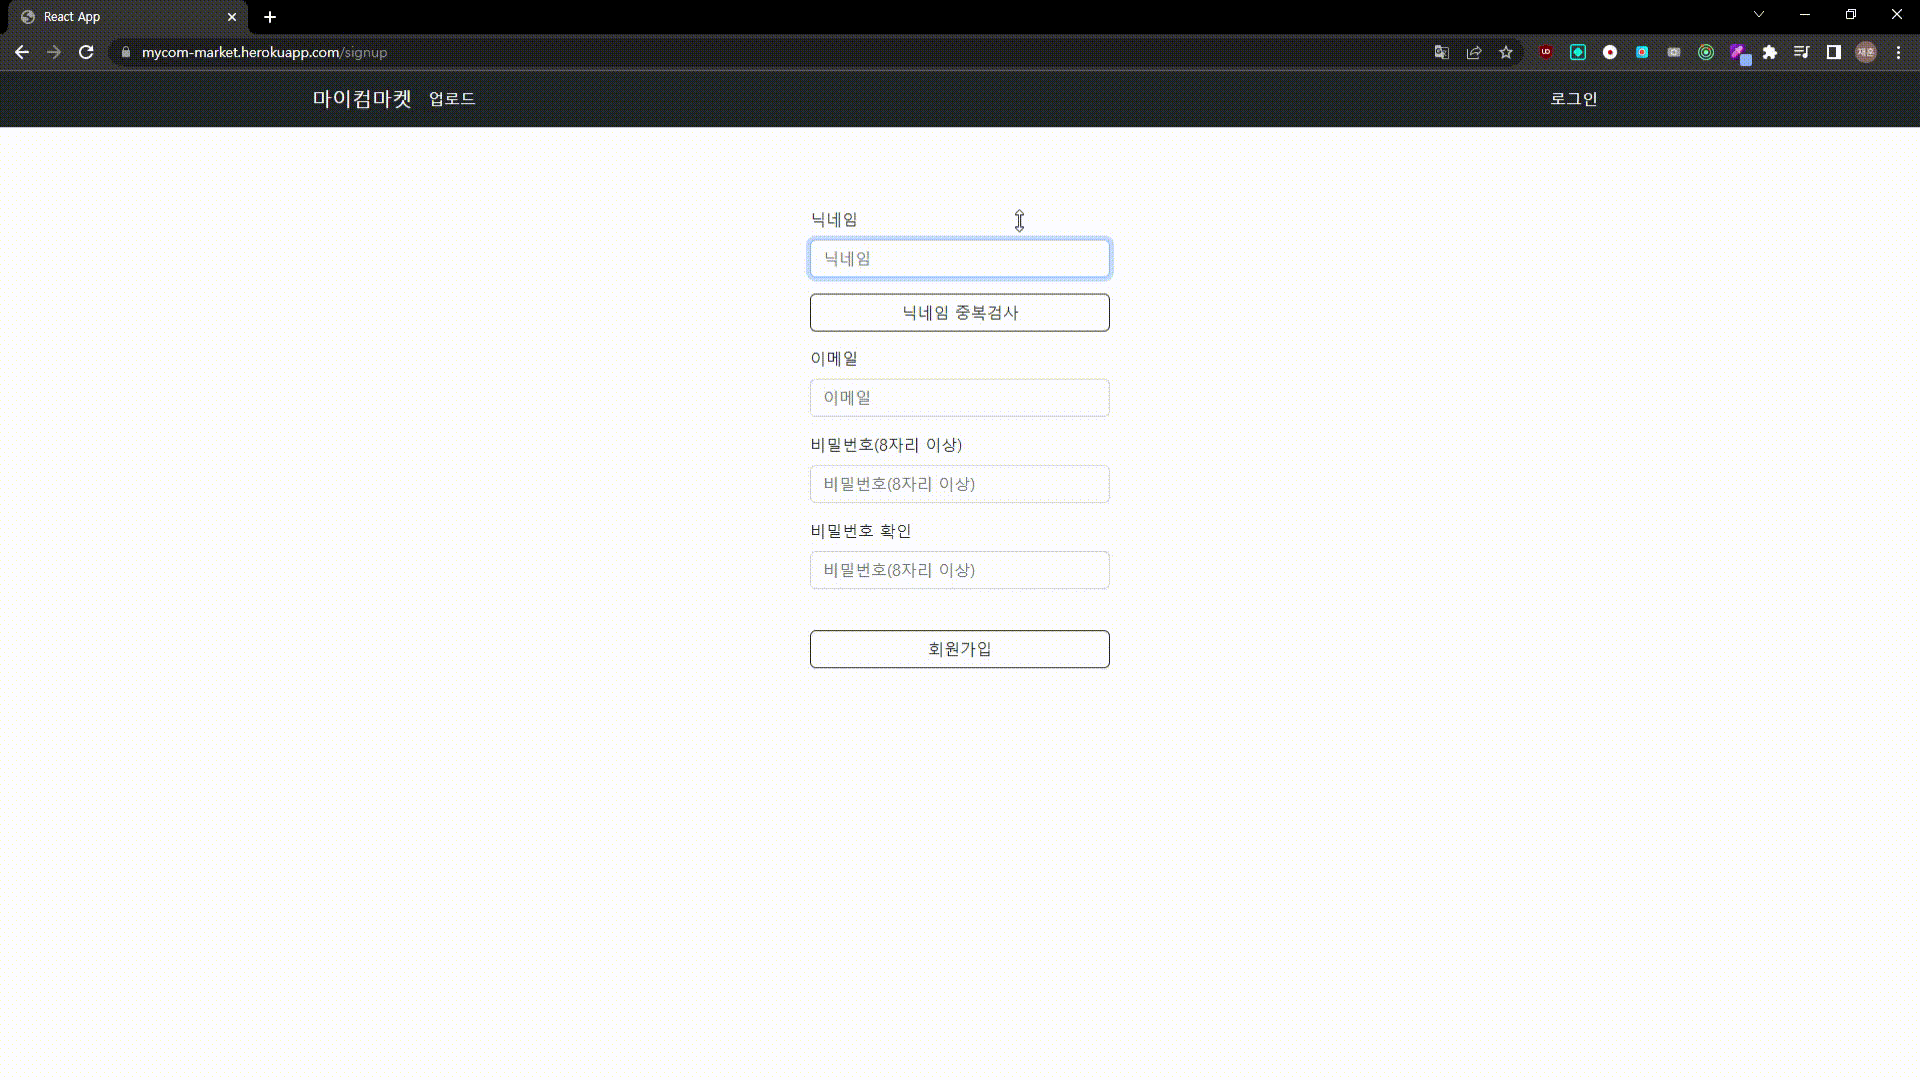 React App
mycom-market.herokuapp.com/signup
마이컴마켓 업로드 로그인
닉네임
닉네임
닉네임 중복검사
이메일
이메일
비밀번호(8자리 이상)
비밀번호(8자리 이상)
비밀번호 확인
비밀번호(8자리 이상)
회원가입